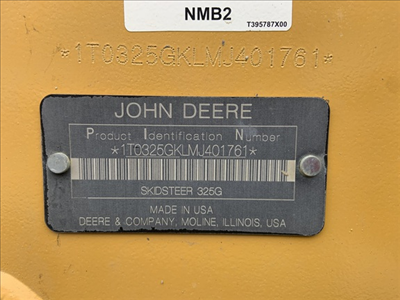 NMB2
T395787X00
*1T0325GKLMJ401761*
JOHN DEERE
Product Identification Number
*1T0325GKLMJ401761*
SKIDSTEER 325G
MADE IN USA
DEERE & COMPANY, MOLINE, ILLINOIS, USA